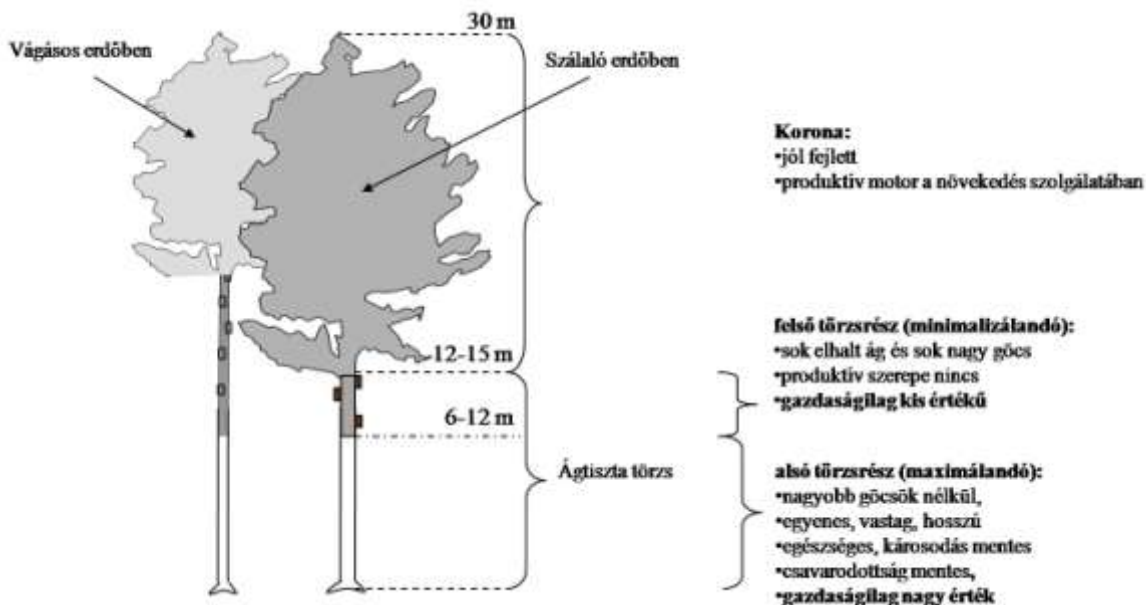 30 m
Vágásos erdőben
Szálaló erdőben
Korona:
•jól fejlett
•produktív motor a növekedés szolgálatában
12-15 m
felső törzsrész (minimalizálandó):
•sok elhalt ág és sok nagy göcs
•produktív szerepe nincs
•gazdaságilag kis értékű
6-12 m
Ágtiszta törzs
alsó törzsrész (maximálandó):
•nagyobb göcsök nélkül,
•egyenes, vastag, hosszú
•egészséges, károsodás mentes
•csavarodottság mentes,
•gazdaságilag nagy érték